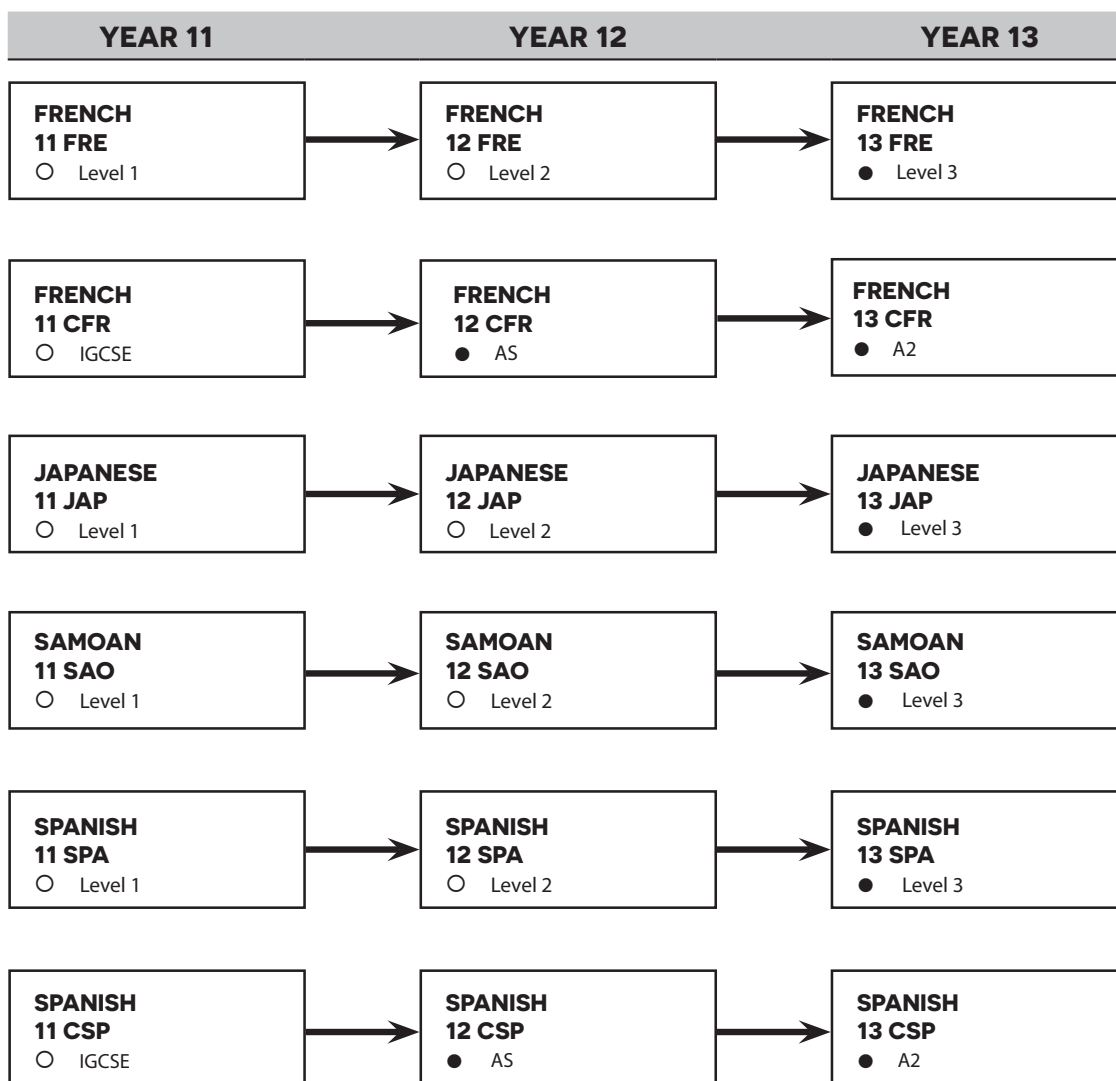 YEAR 11 YEAR 12 YEAR 13
FRENCH
11 FRE
○ Level 1
FRENCH
12 FRE
○ Level 2
FRENCH
13 FRE
● Level 3
FRENCH
11 CFR
○ IGCSE
FRENCH
12 CFR
● AS
FRENCH
13 CFR
● A2
JAPANESE
11 JAP
○ Level 1
JAPANESE
12 JAP
○ Level 2
JAPANESE
13 JAP
● Level 3
SAMOAN
11 SAO
○ Level 1
SAMOAN
12 SAO
○ Level 2
SAMOAN
13 SAO
● Level 3
SPANISH
11 SPA
○ Level 1
SPANISH
12 SPA
○ Level 2
SPANISH
13 SPA
● Level 3
SPANISH
11 CSP
○ IGCSE
SPANISH
12 CSP
● AS
SPANISH
13 CSP
● A2